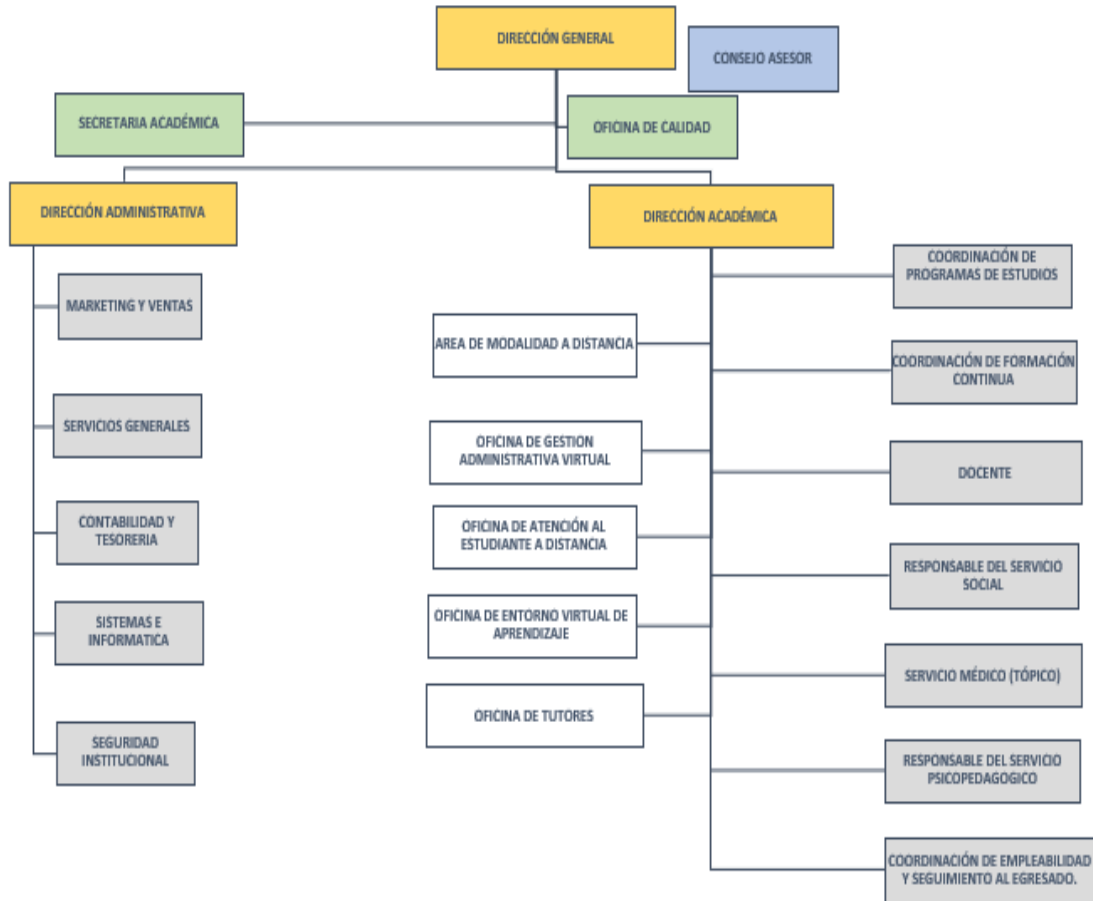 DIRECCIÓN GENERAL
CONSEJO ASESOR
SECRETARIA ACADÉMICA
OFICINA DE CALIDAD
DIRECCIÓN ADMINISTRATIVA
DIRECCIÓN ACADÉMICA
MARKETING Y VENTAS
SERVICIOS GENERALES
CONTABILIDAD Y
TESORERIA
SISTEMAS E
INFORMATICA
SEGURIDAD
INSTITUCIONAL
AREA DE MODALIDAD A DISTANCIA
OFICINA DE GESTION
ADMINISTRATIVA VIRTUAL
OFICINA DE ATENCIÓN AL
ESTUDIANTE A DISTANCIA
OFICINA DE ENTORNO VIRTUAL DE
APRENDIZAJE
OFICINA DE TUTORES
COORDINACIÓN DE
PROGRAMAS DE ESTUDIOS
COORDINACIÓN DE FORMACIÓN
CONTINUA
DOCENTE
RESPONSABLE DEL SERVICIO
SOCIAL
SERVICIO MÉDICO (TÓPICO)
RESPONSABLE DEL SERVICIO
PSICOPEDAGOGICO
COORDINACIÓN DE EMPLEABILIDAD
Y SEGUIMIENTO AL EGRESADO.